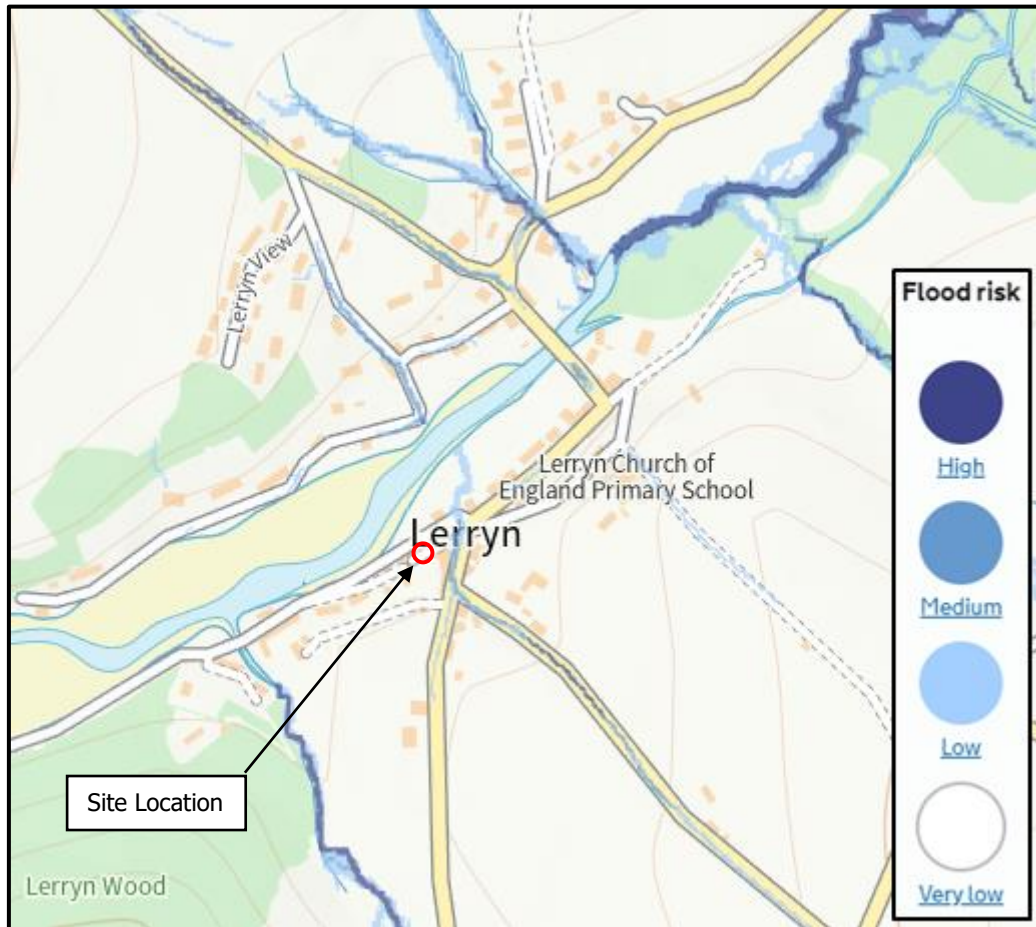 Lerryn View
Lerryn Church of
England Primary School
Lerryn
Site Location
Lerryn Wood
Flood risk
High
Medium
Low
Very low